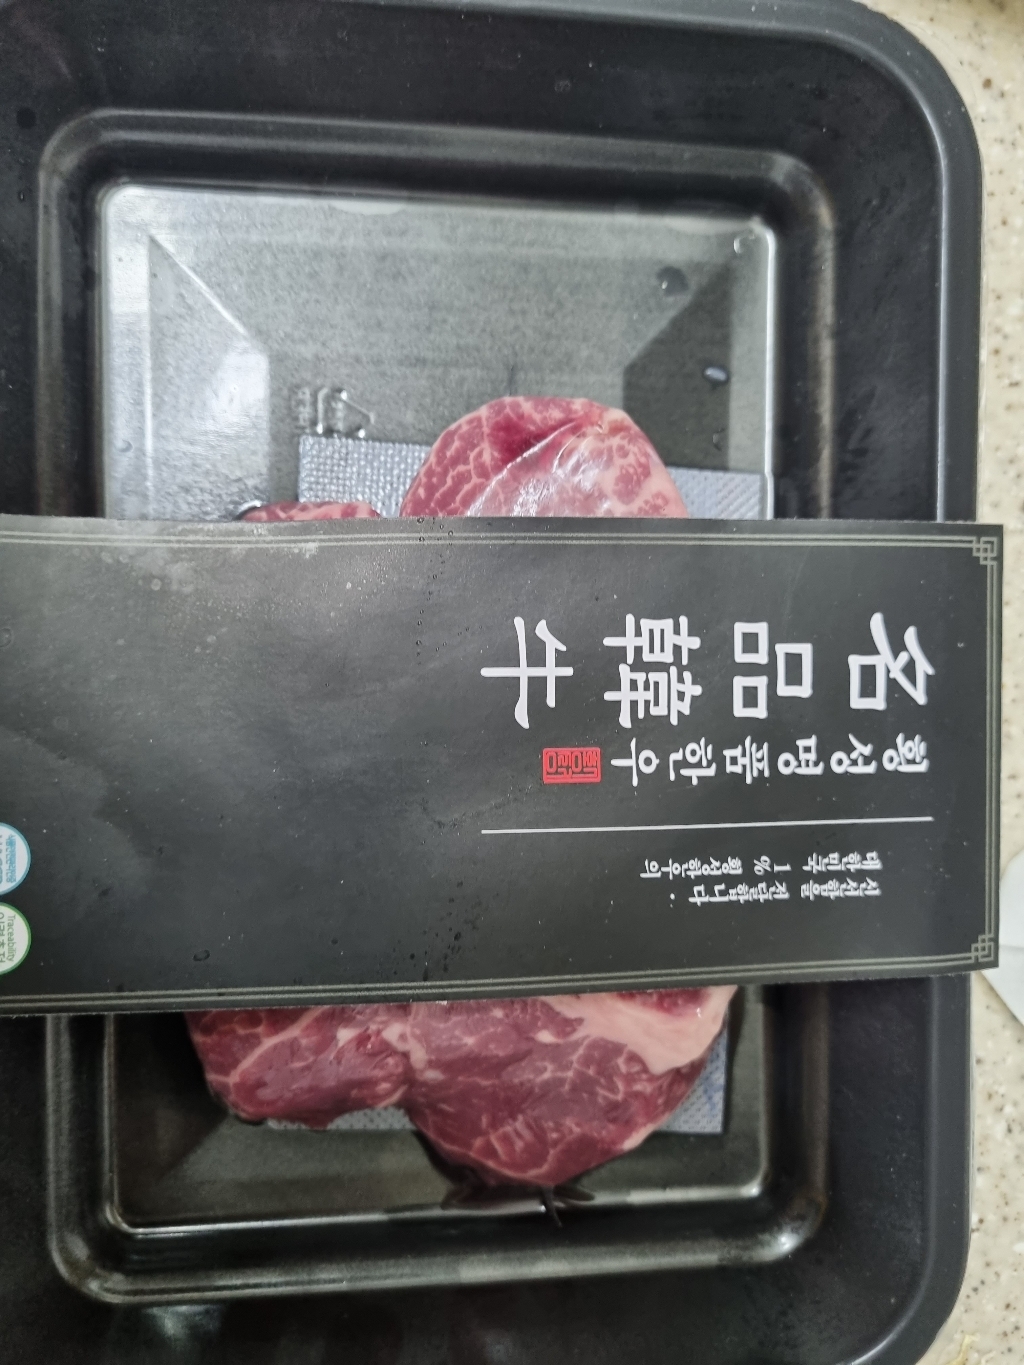 名品韓牛
횡성명품한우
대한민국 1% 횡성한우의
신선함을 전달합니다.
Traceability